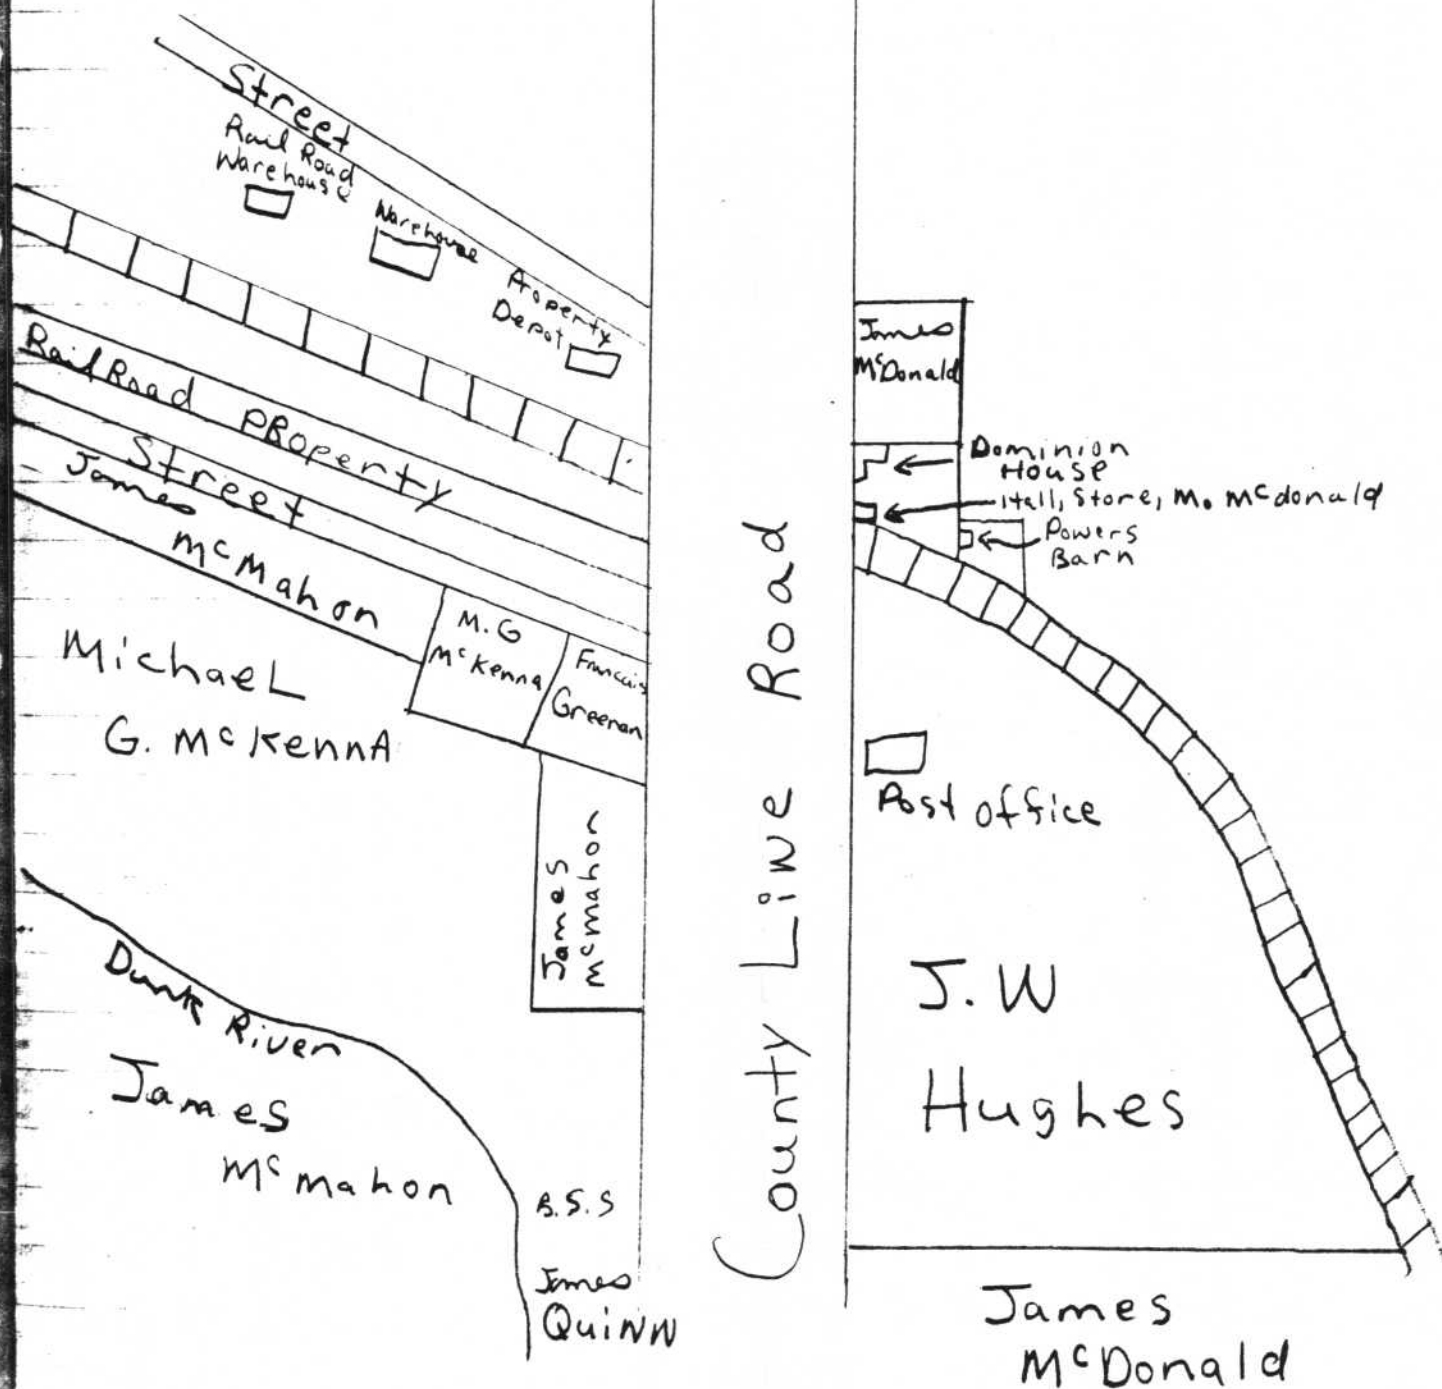 Street
Rail Road
Warehouse
Warehouse
Property
Depot
RailRoad PRoperty
Street
James
McMahon
M.G
McKenna
Francis
Greenan
Michael
G. McKennA
James
McMahon
Dunk River
James
McMahon
B.S.S
James
QuiNN
County Line Road
James
McDonald
Dominion
House
Hall, Store, M. Mcdonald
Powers
Barn
Post office
J.W
Hughes
James
McDonald